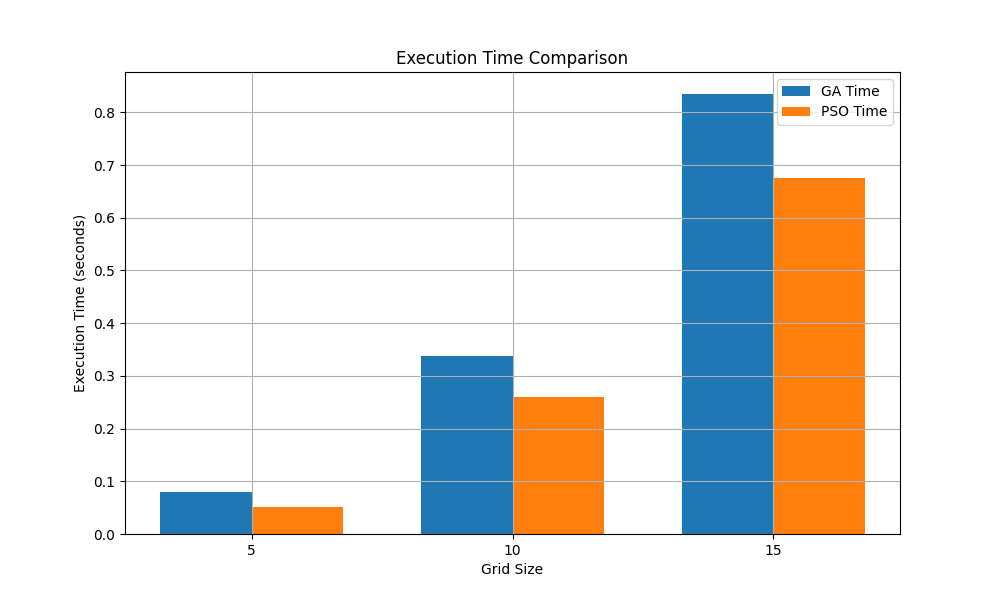 Execution Time Comparison
GA Time
PSO Time
Execution Time (seconds)
0.8
0.7
0.6
0.5
0.4
0.3
0.2
0.1
0.0
5 10 15
Grid Size